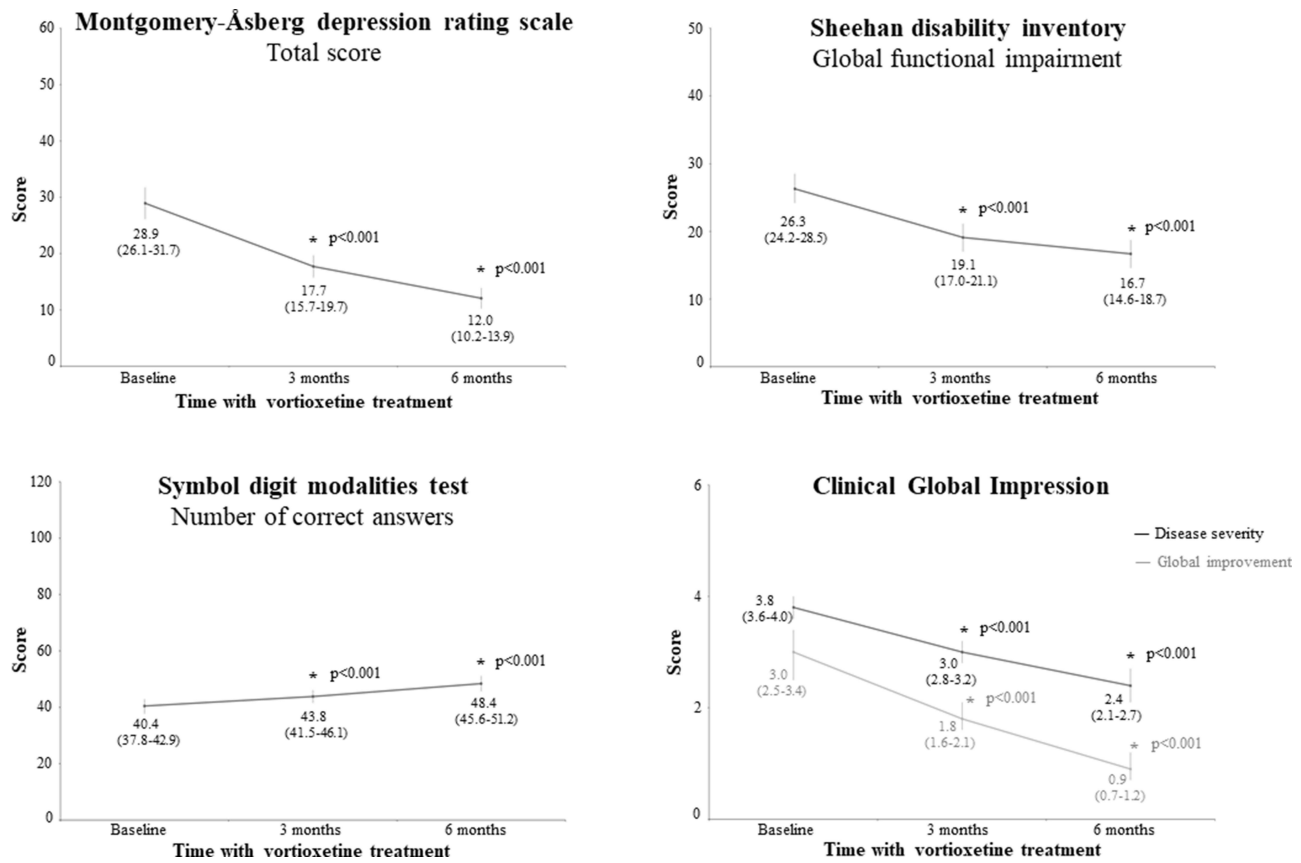 Montgomery-Åsberg depression rating scale
Total score
60
50
40
30
20
10
0
Score
28.9
(26.1-31.7)
* p<0.001
17.7
(15.7-19.7)
* p<0.001
12.0
(10.2-13.9)
Baseline 3 months 6 months
Time with vortioxetine treatment
Sheehan disability inventory
Global functional impairment
50
40
30
20
10
0
Score
26.3
(24.2-28.5)
* p<0.001
19.1
(17.0-21.1)
* p<0.001
16.7
(14.6-18.7)
Baseline 3 months 6 months
Time with vortioxetine treatment
Symbol digit modalities test
Number of correct answers
120
100
80
60
40
20
0
Score
40.4
(37.8-42.9)
* p<0.001
43.8
(41.5-46.1)
* p<0.001
48.4
(45.6-51.2)
Baseline 3 months 6 months
Time with vortioxetine treatment
Clinical Global Impression
Disease severity
Global improvement
6
4
2
0
Score
3.8
(3.6-4.0)
* p<0.001
3.0
(2.8-3.2)
* p<0.001
2.4
(2.1-2.7)
3.0
(2.5-3.4)
* p<0.001
1.8
(1.6-2.1)
* p<0.001
0.9
(0.7-1.2)
Baseline 3 months 6 months
Time with vortioxetine treatment